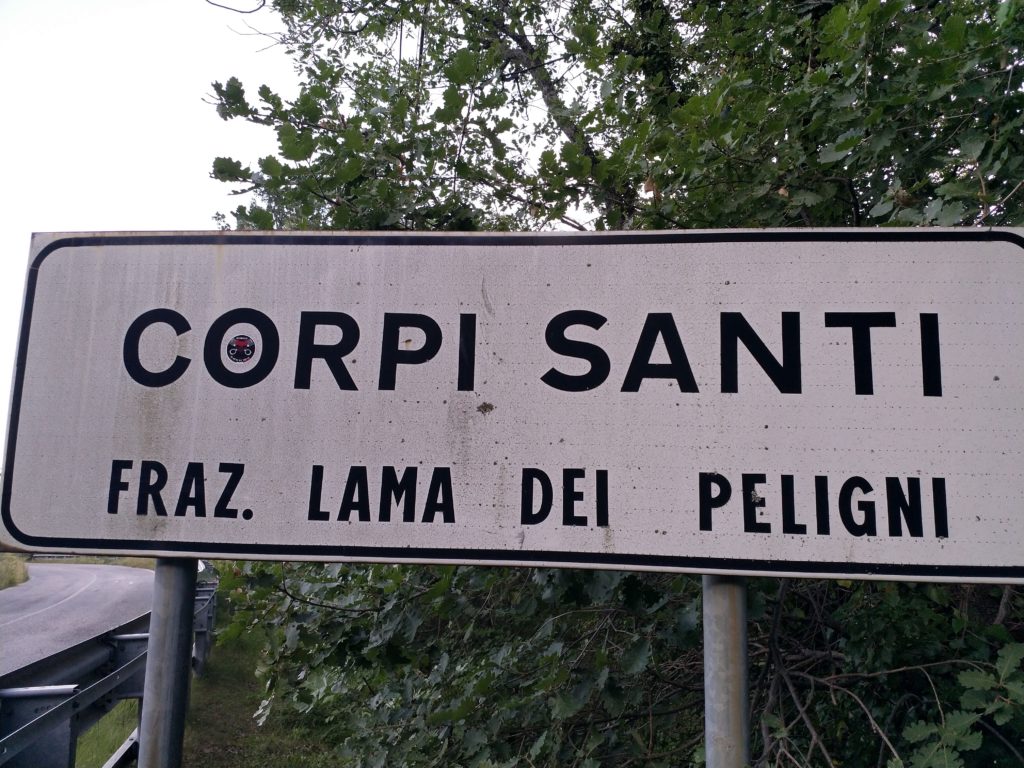 CORPI SANTI
FRAZ. LAMA DEI PELIGNI